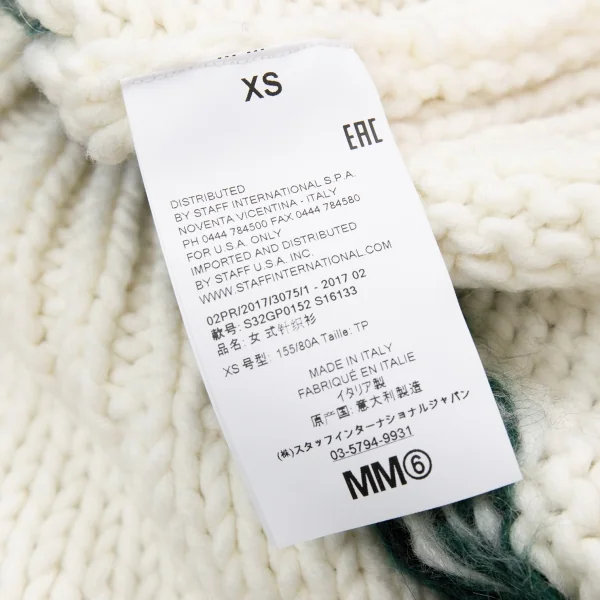 XS
EAC
DISTRIBUTED
BY STAFF INTERNATIONAL S.P.A.
NOVENTA VICENTINA - ITALY
PH 0444 784500 FAX 0444 784580
FOR U.S.A. ONLY
IMPORTED AND DISTRIBUTED
BY STAFF U.S.A. INC.
WWW.STAFFINTERNATIONAL.COM
02PR/2017/3075/1 - 2017 02
款号: S32GP0152 S16133
品名: 女式针织衫
XS 号型: 155/80A Taille: TP
MADE IN ITALY
FABRIQUÉ EN ITALIE
イタリア製
原产国: 意大利製造
(株)スタッフインターナショナルジャパン
03-5794-9931
MM⑥